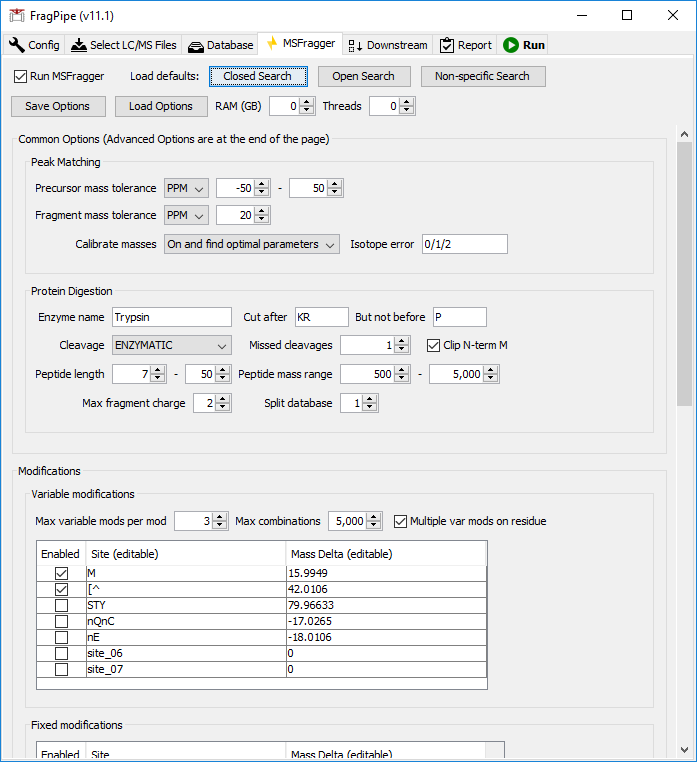 FragPipe (v11.1)
Config Select LC/MS Files Database MSFragger Downstream Report Run
Run MSFragger Load defaults: Closed Search Open Search Non-specific Search
Save Options Load Options RAM (GB) 0 Threads 0
Common Options (Advanced Options are at the end of the page)
Peak Matching
Precursor mass tolerance PPM -50 - 50
Fragment mass tolerance PPM 20
Calibrate masses On and find optimal parameters Isotope error 0/1/2
Protein Digestion
Enzyme name Trypsin Cut after KR But not before P
Cleavage ENZYMATIC Missed cleavages 1 Clip N-term M
Peptide length 7 - 50 Peptide mass range 500 - 5,000
Max fragment charge 2 Split database 1
Modifications
Variable modifications
Max variable mods per mod 3 Max combinations 5,000 Multiple var mods on residue
Enabled Site (editable) Mass Delta (editable)
M 15.9949
[^ 42.0106
STY 79.96633
nQnC -17.0265
nE -18.0106
site_06 0
site_07 0
Fixed modifications
Enabled Site Mass Delta (editable)